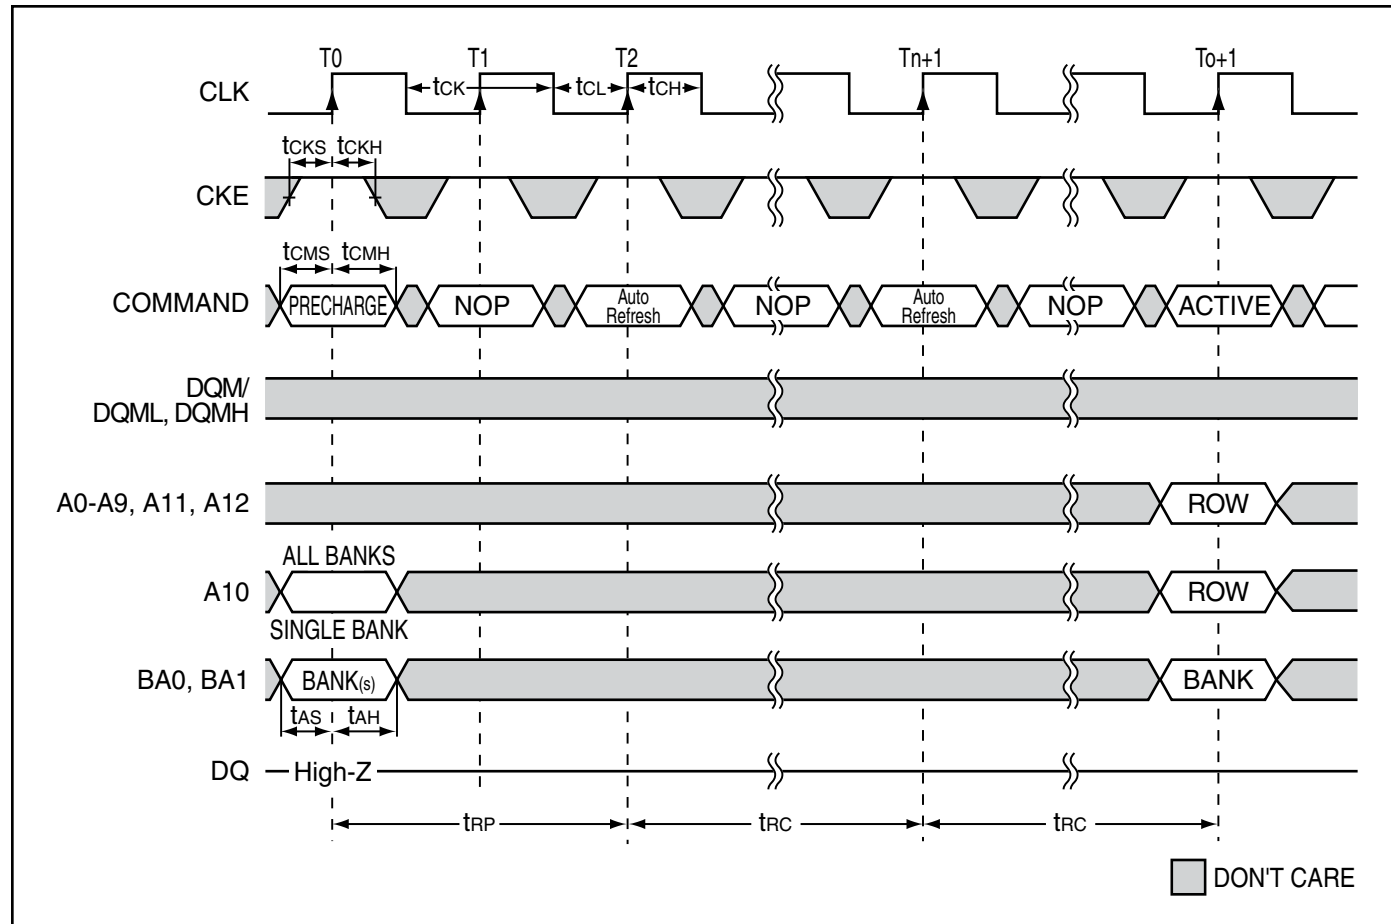 T0 T1 T2 Tn+1 To+1
CLK
tCK tCL tCH
tCKS tCKH
CKE
tCMS tCMH
COMMAND PRECHARGE NOP Auto Refresh NOP Auto Refresh NOP ACTIVE
DQM/
DQML, DQMH
A0-A9, A11, A12 ROW
ALL BANKS
A10 ROW
SINGLE BANK
BA0, BA1 BANK(s) BANK
tAS tAH
DQ High-Z
tRP tRC tRC
DON'T CARE